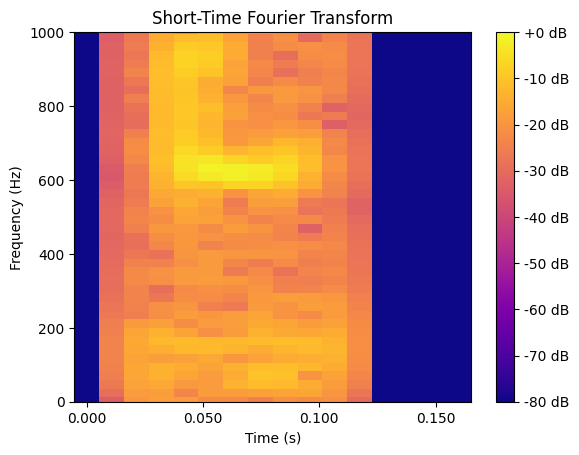 Short-Time Fourier Transform
Frequency (Hz)
1000
800
600
400
200
0
0.000
0.050
0.100
0.150
Time (s)
+0 dB
-10 dB
-20 dB
-30 dB
-40 dB
-50 dB
-60 dB
-70 dB
-80 dB